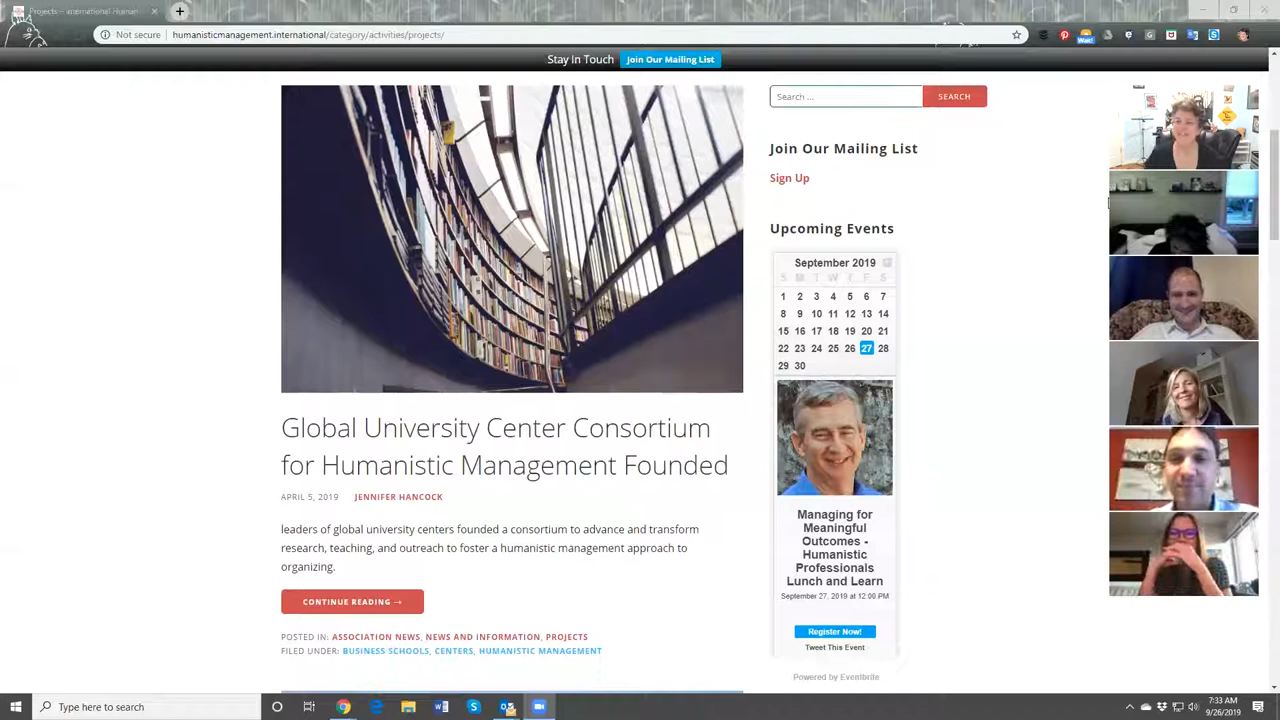 Projects – International Human
Not secure
humanisticmanagement.international/category/activities/projects/
Stay In Touch
Join Our Mailing List
Search ...
SEARCH
Join Our Mailing List
Sign Up
Upcoming Events
September 2019
S M T W T F S
1 2 3 4 5 6 7
8 9 10 11 12 13 14
15 16 17 18 19 20 21
22 23 24 25 26 27 28
29 30
Managing for
Meaningful
Outcomes -
Humanistic
Professionals
Lunch and Learn
September 27, 2019 at 12:00 PM
Register Now!
Tweet This Event
Powered by Eventbrite
Global University Center Consortium
for Humanistic Management Founded
APRIL 5, 2019 JENNIFER HANCOCK
leaders of global university centers founded a consortium to advance and transform
research, teaching, and outreach to foster a humanistic management approach to
organizing.
CONTINUE READING →
POSTED IN: ASSOCIATION NEWS, NEWS AND INFORMATION, PROJECTS
FILED UNDER: BUSINESS SCHOOLS, CENTERS, HUMANISTIC MANAGEMENT
Type here to search
7:33 AM
9/26/2019